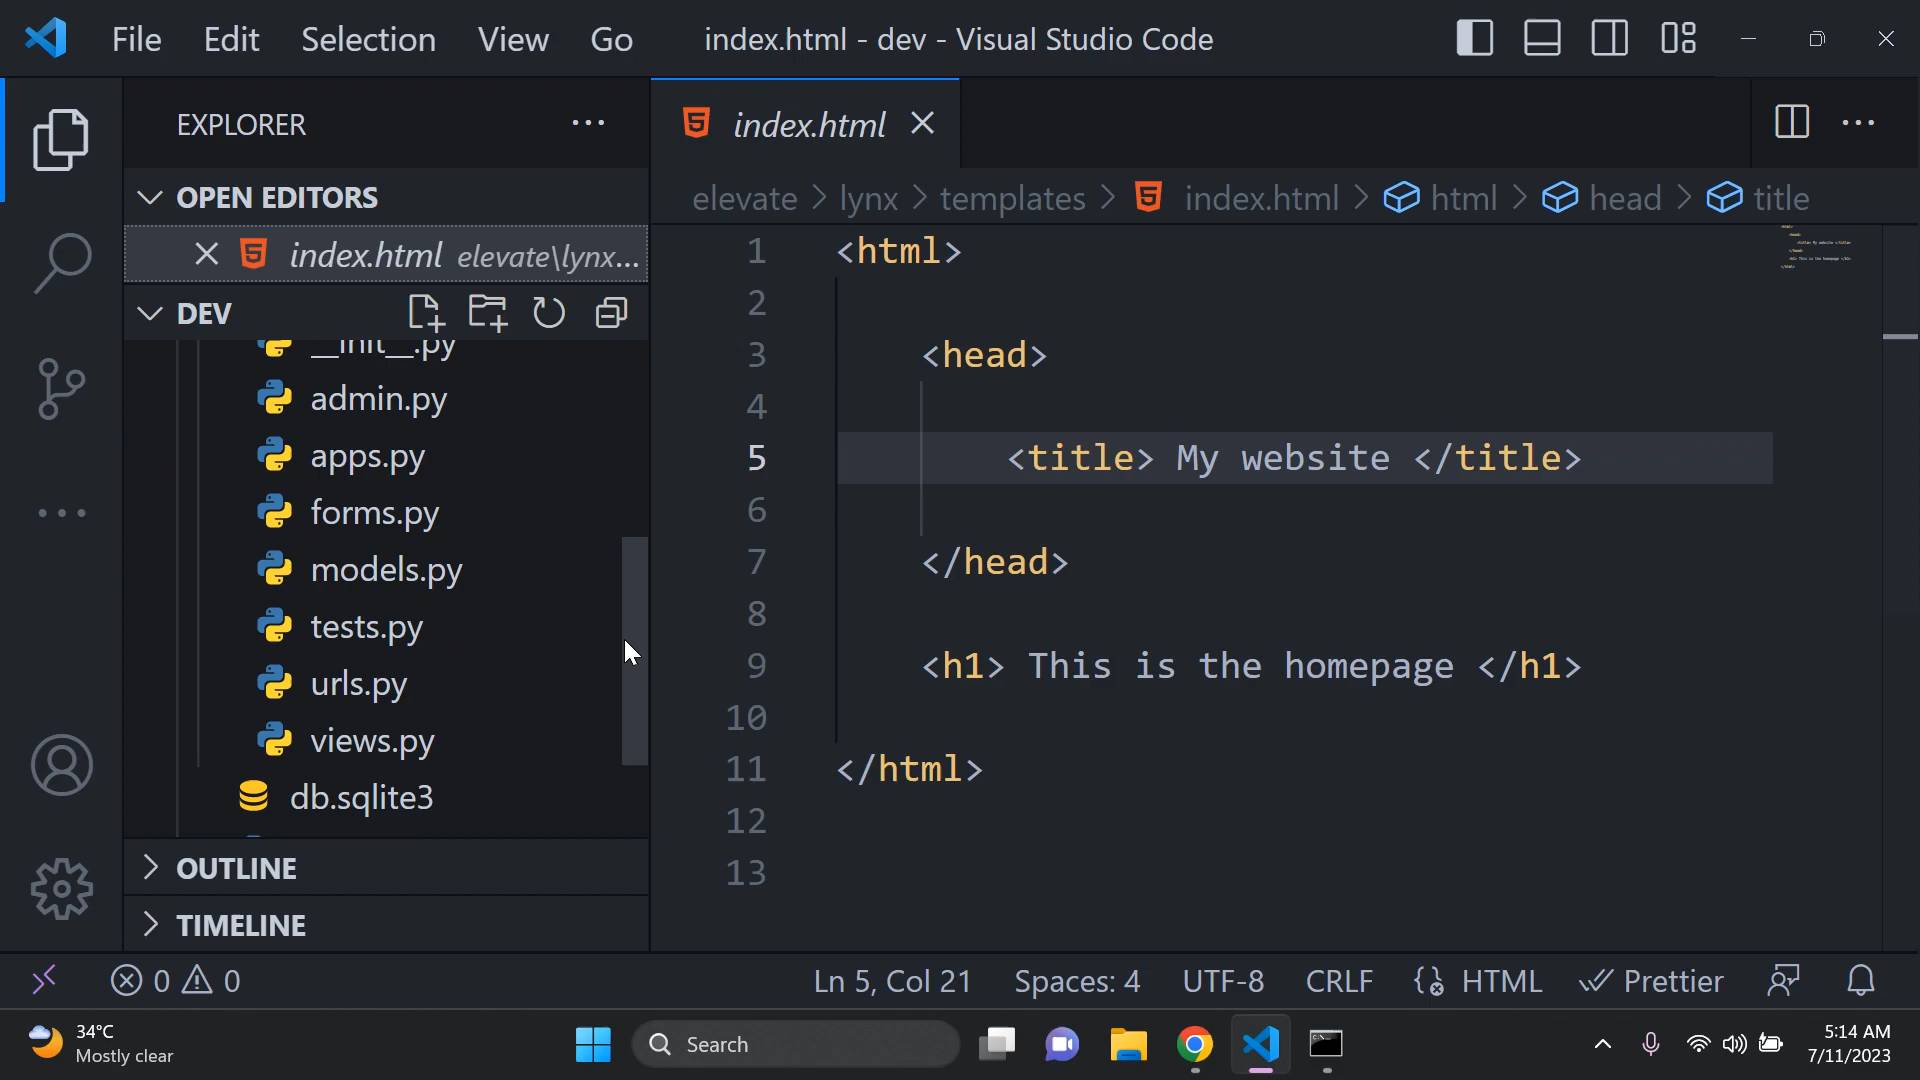 File Edit Selection View Go index.html - dev - Visual Studio Code
EXPLORER
index.html
OPEN EDITORS
elevate > lynx > templates > index.html > html > head > title
index.html elevate\lynx...
DEV
__init__.py
admin.py
apps.py
forms.py
models.py
tests.py
urls.py
views.py
db.sqlite3
OUTLINE
TIMELINE
1 <html>
2
3 <head>
4
5 <title> My website </title>
6
7 </head>
8
9 <h1> This is the homepage </h1>
10
11 </html>
12
13
0 0 Ln 5, Col 21 Spaces: 4 UTF-8 CRLF HTML Prettier
34°C
Mostly clear
Search
5:14 AM
7/11/2023